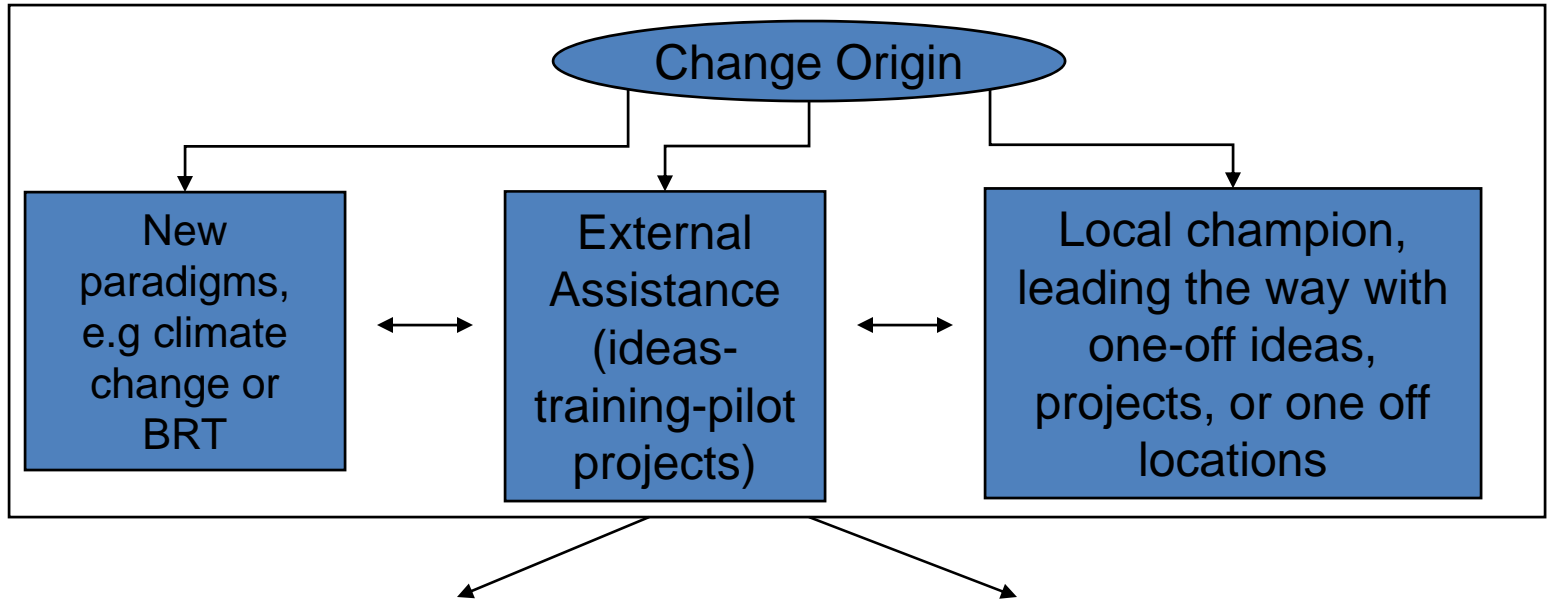 Change Origin
New
paradigms,
e.g climate
change or
BRT
External
Assistance
(ideas-
training-pilot
projects)
Local champion,
leading the way with
one-off ideas,
projects, or one off
locations